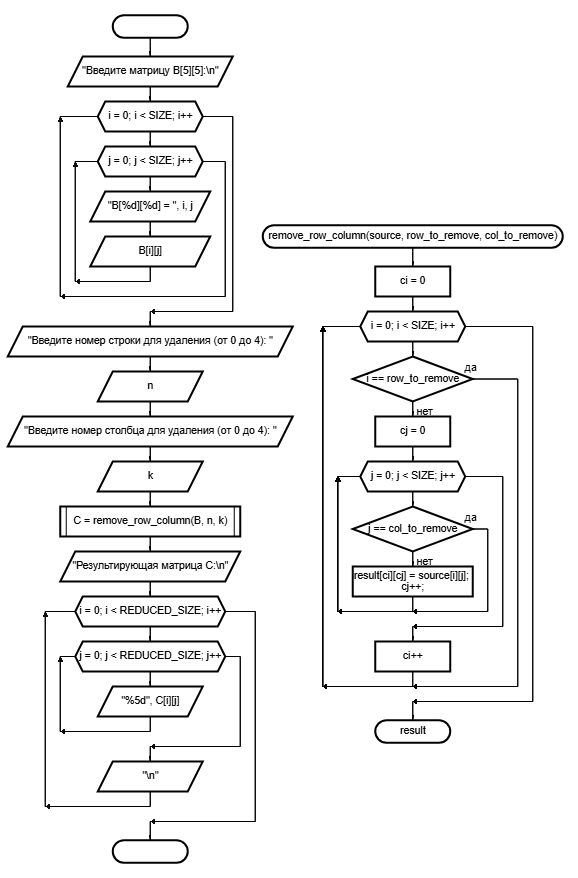 "Введите матрицу B[5][5]:\n"
i = 0; i < SIZE; i++
j = 0; j < SIZE; j++
"B[%d][%d] = ", i, j
B[i][j]
"Введите номер строки для удаления (от 0 до 4): "
n
"Введите номер столбца для удаления (от 0 до 4): "
k
C = remove_row_column(B, n, k)
"Результирующая матрица C:\n"
i = 0; i < REDUCED_SIZE; i++
j = 0; j < REDUCED_SIZE; j++
"%5d", C[i][j]
"\n"
remove_row_column(source, row_to_remove, col_to_remove)
ci = 0
i = 0; i < SIZE; i++
i == row_to_remove
да
нет
cj = 0
j = 0; j < SIZE; j++
j == col_to_remove
да
нет
result[ci][cj] = source[i][j];
cj++;
ci++
result